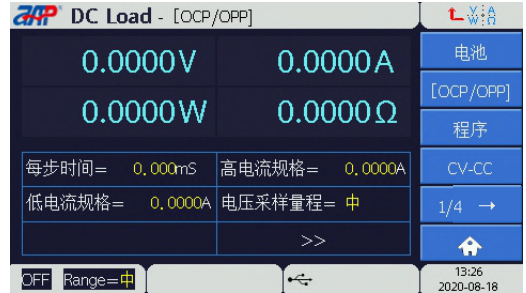 ZAP DC Load - [OCP/OPP]
V A
W Ω
0.0000V 0.0000A
0.0000W 0.0000Ω
电池
[OCP/OPP]
程序
CV-CC
1/4 →
每步时间= 0.000mS 高电流规格= 0.0000A
低电流规格= 0.0000A 电压采样量程= 中
>>
OFF Range=中
13:26
2020-08-18